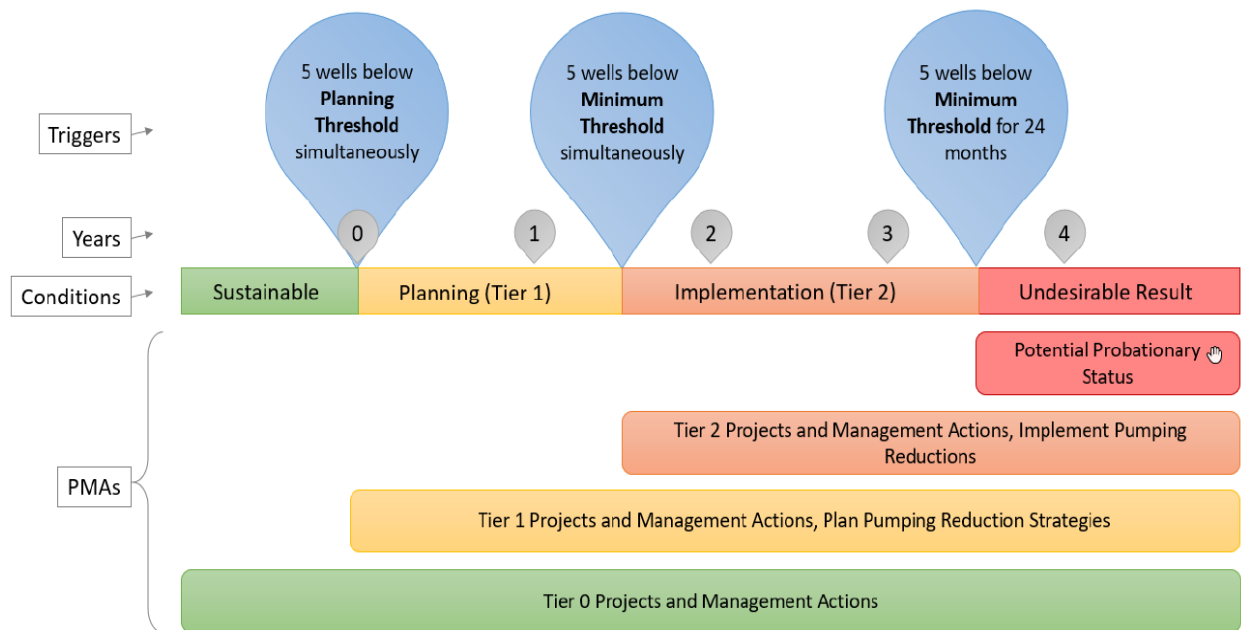 5 wells below
Planning
Threshold
simultaneously
5 wells below
Minimum
Threshold
simultaneously
5 wells below
Minimum
Threshold for 24
months
Triggers
Years
0
1
2
3
4
Conditions
Sustainable
Planning (Tier 1)
Implementation (Tier 2)
Undesirable Result
Potential Probationary
Status
Tier 2 Projects and Management Actions, Implement Pumping
Reductions
PMAs
Tier 1 Projects and Management Actions, Plan Pumping Reduction Strategies
Tier 0 Projects and Management Actions